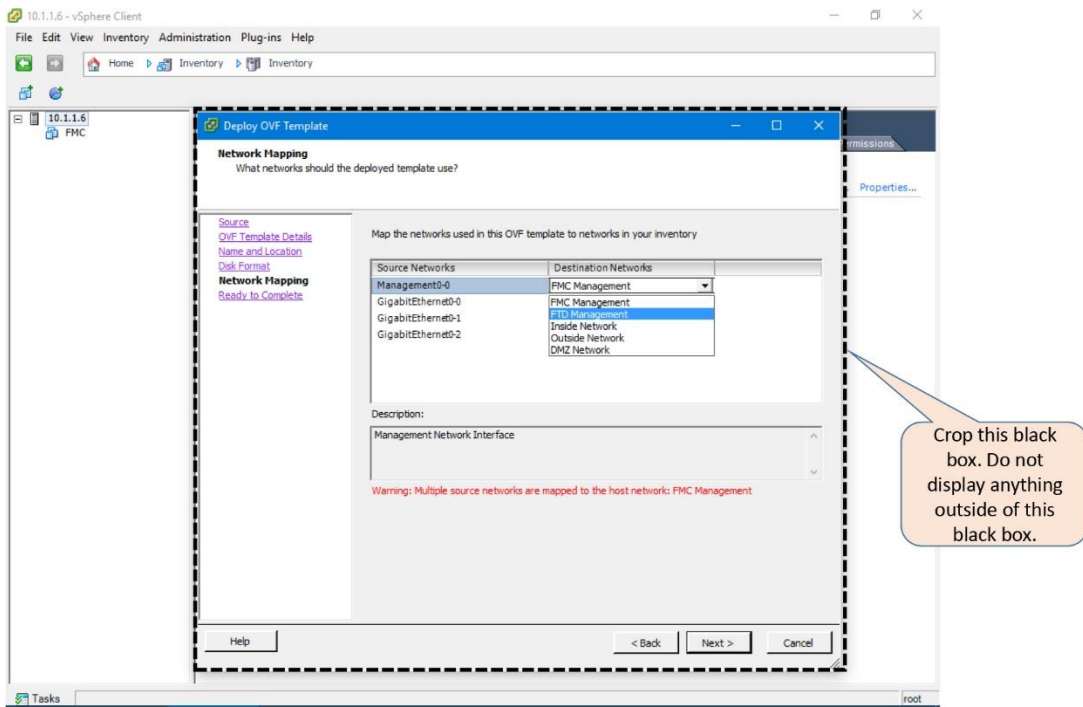 10.1.1.6 - vSphere Client
File Edit View Inventory Administration Plug-ins Help
Home Inventory Inventory
10.1.1.6
FMC
Deploy OVF Template
Network Mapping
What networks should the deployed template use?
Properties...
Source
OVF Template Details
Name and Location
Disk Format
Network Mapping
Ready to Complete
Map the networks used in this OVF template to networks in your inventory
Source Networks Destination Networks
Management0-0 FMC Management
GigabitEthernet0-0 FMC Management
FTD Management
GigabitEthernet0-1 Inside Network
GigabitEthernet0-2 Outside Network
DMZ Network
Description:
Management Network Interface
Warning: Multiple source networks are mapped to the host network: FMC Management
Help < Back Next > Cancel
Crop this black
box. Do not
display anything
outside of this
black box.
Tasks root